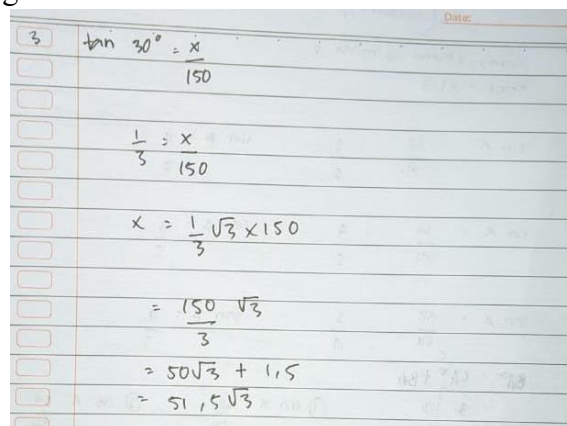 Date:
3 tan 30° = x/150
1/3 = x/150
x = 1/3 √3 x 150
= 150/3 √3
= 50√3 + 1,5
= 51,5√3